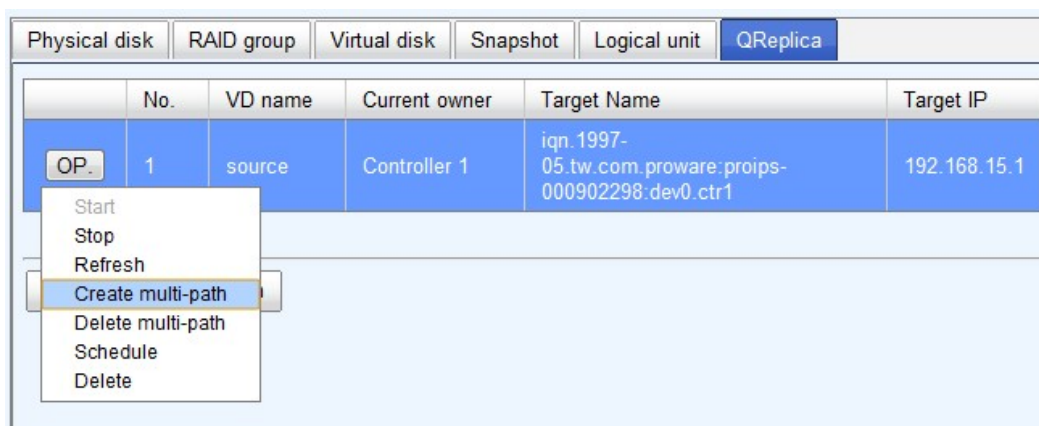 Physical disk RAID group Virtual disk Snapshot Logical unit QReplica
No. VD name Current owner Target Name Target IP
iqn.1997-
OP. 1 source Controller 1 05.tw.com.proware:proips- 192.168.15.1
000902298:dev0.ctr1
Start
Stop
Refresh
Create multi-path
Delete multi-path
Schedule
Delete